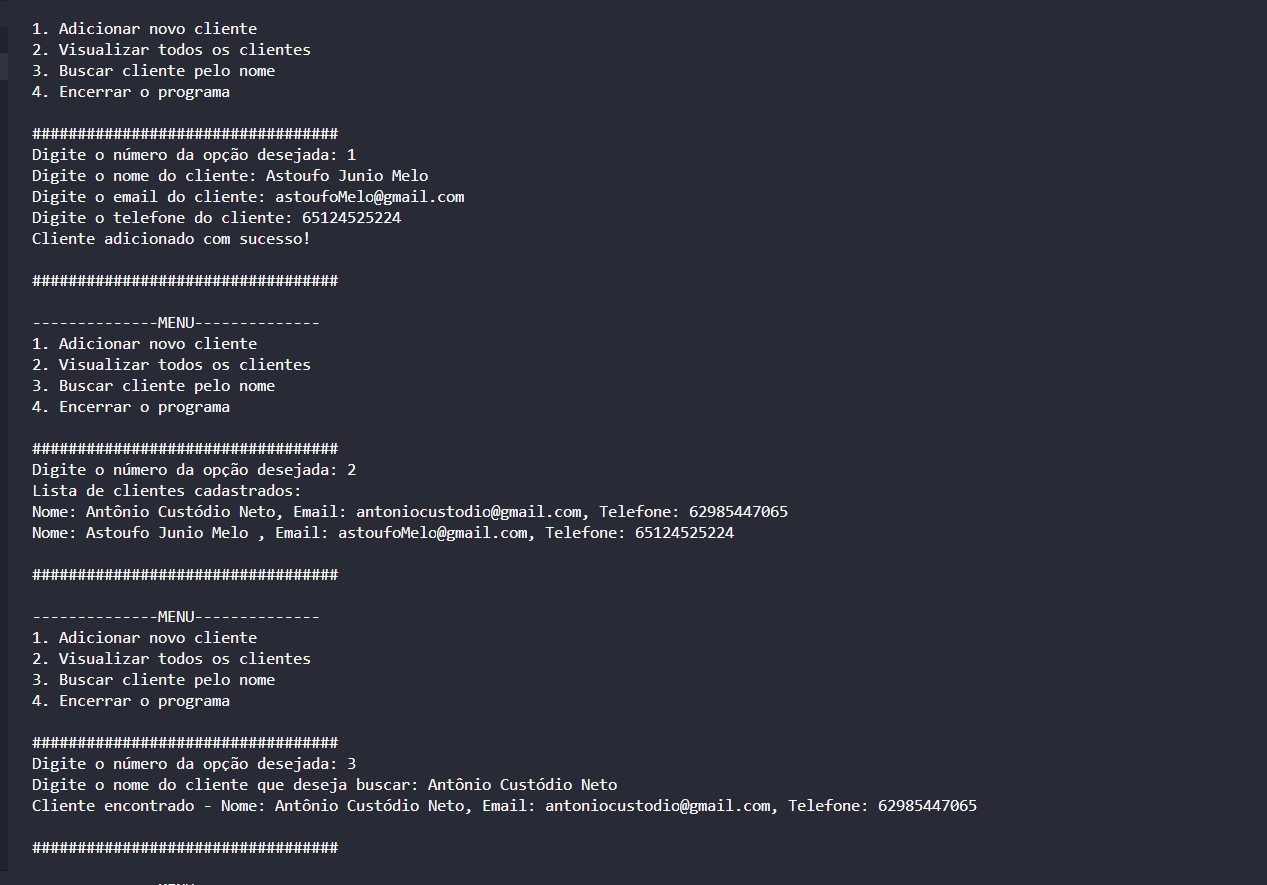 1. Adicionar novo cliente
2. Visualizar todos os clientes
3. Buscar cliente pelo nome
4. Encerrar o programa
##################################
Digite o número da opção desejada: 1
Digite o nome do cliente: Astoufo Junio Melo
Digite o email do cliente: astoufoMelo@gmail.com
Digite o telefone do cliente: 65124525224
Cliente adicionado com sucesso!
##################################
--------------MENU--------------
1. Adicionar novo cliente
2. Visualizar todos os clientes
3. Buscar cliente pelo nome
4. Encerrar o programa
##################################
Digite o número da opção desejada: 2
Lista de clientes cadastrados:
Nome: Antônio Custódio Neto, Email: antoniocustodio@gmail.com, Telefone: 62985447065
Nome: Astoufo Junio Melo , Email: astoufoMelo@gmail.com, Telefone: 65124525224
##################################
--------------MENU--------------
1. Adicionar novo cliente
2. Visualizar todos os clientes
3. Buscar cliente pelo nome
4. Encerrar o programa
##################################
Digite o número da opção desejada: 3
Digite o nome do cliente que deseja buscar: Antônio Custódio Neto
Cliente encontrado - Nome: Antônio Custódio Neto, Email: antoniocustodio@gmail.com, Telefone: 62985447065
##################################